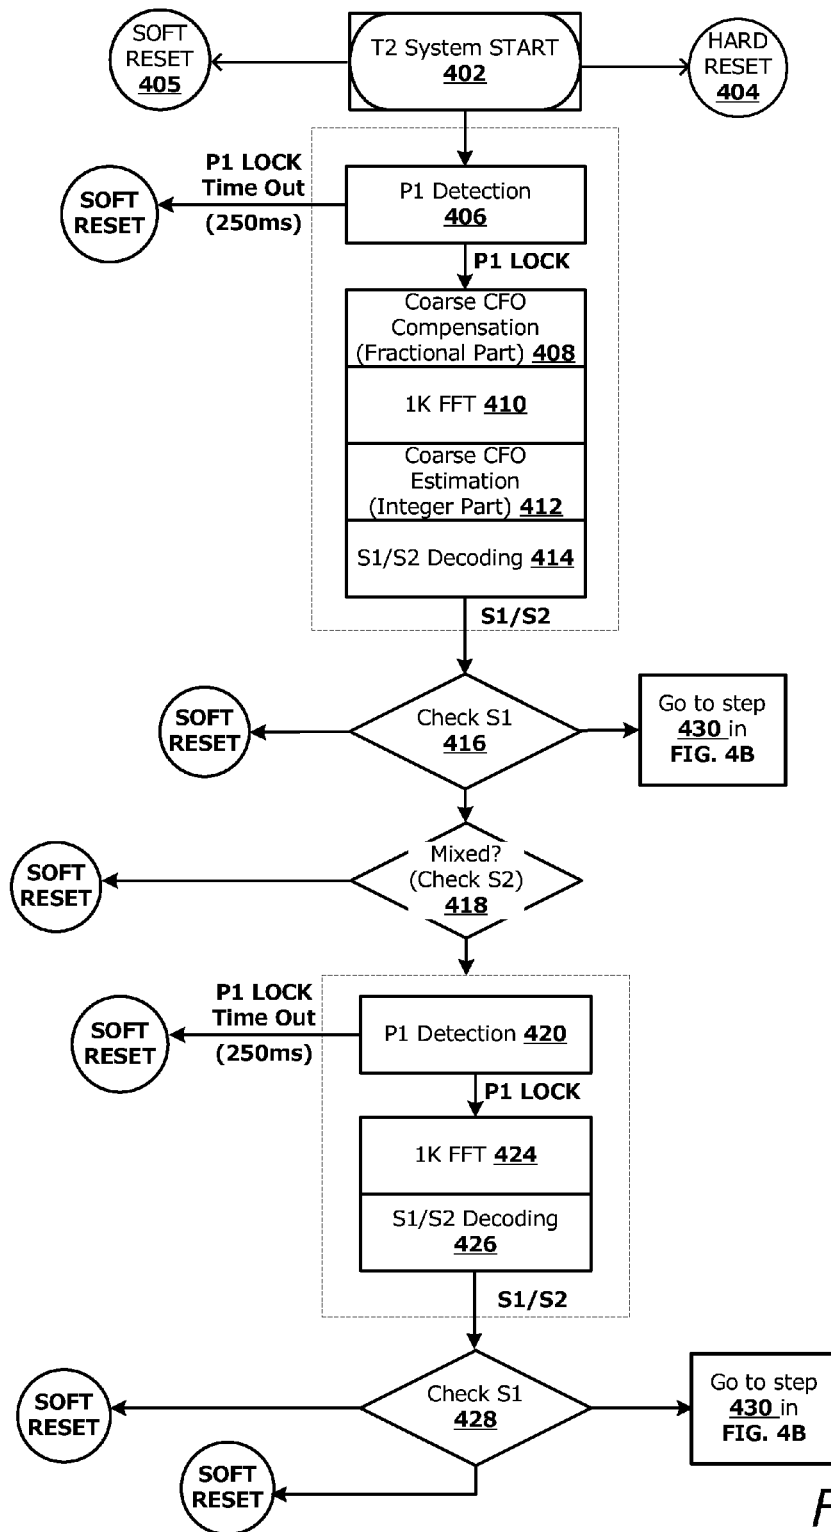 SOFT
RESET
405
T2 System START
402
HARD
RESET
404
P1 LOCK
Time Out
(250ms)
SOFT
RESET
P1 Detection
406
P1 LOCK
Coarse CFO
Compensation
(Fractional Part) 408
1K FFT 410
Coarse CFO
Estimation
(Integer Part) 412
S1/S2 Decoding 414
S1/S2
SOFT
RESET
Check S1
416
Go to step
430 in
FIG. 4B
SOFT
RESET
Mixed?
(Check S2)
418
P1 LOCK
Time Out
(250ms)
SOFT
RESET
P1 Detection 420
P1 LOCK
1K FFT 424
S1/S2 Decoding
426
S1/S2
SOFT
RESET
Check S1
428
Go to step
430 in
FIG. 4B
SOFT
RESET
F